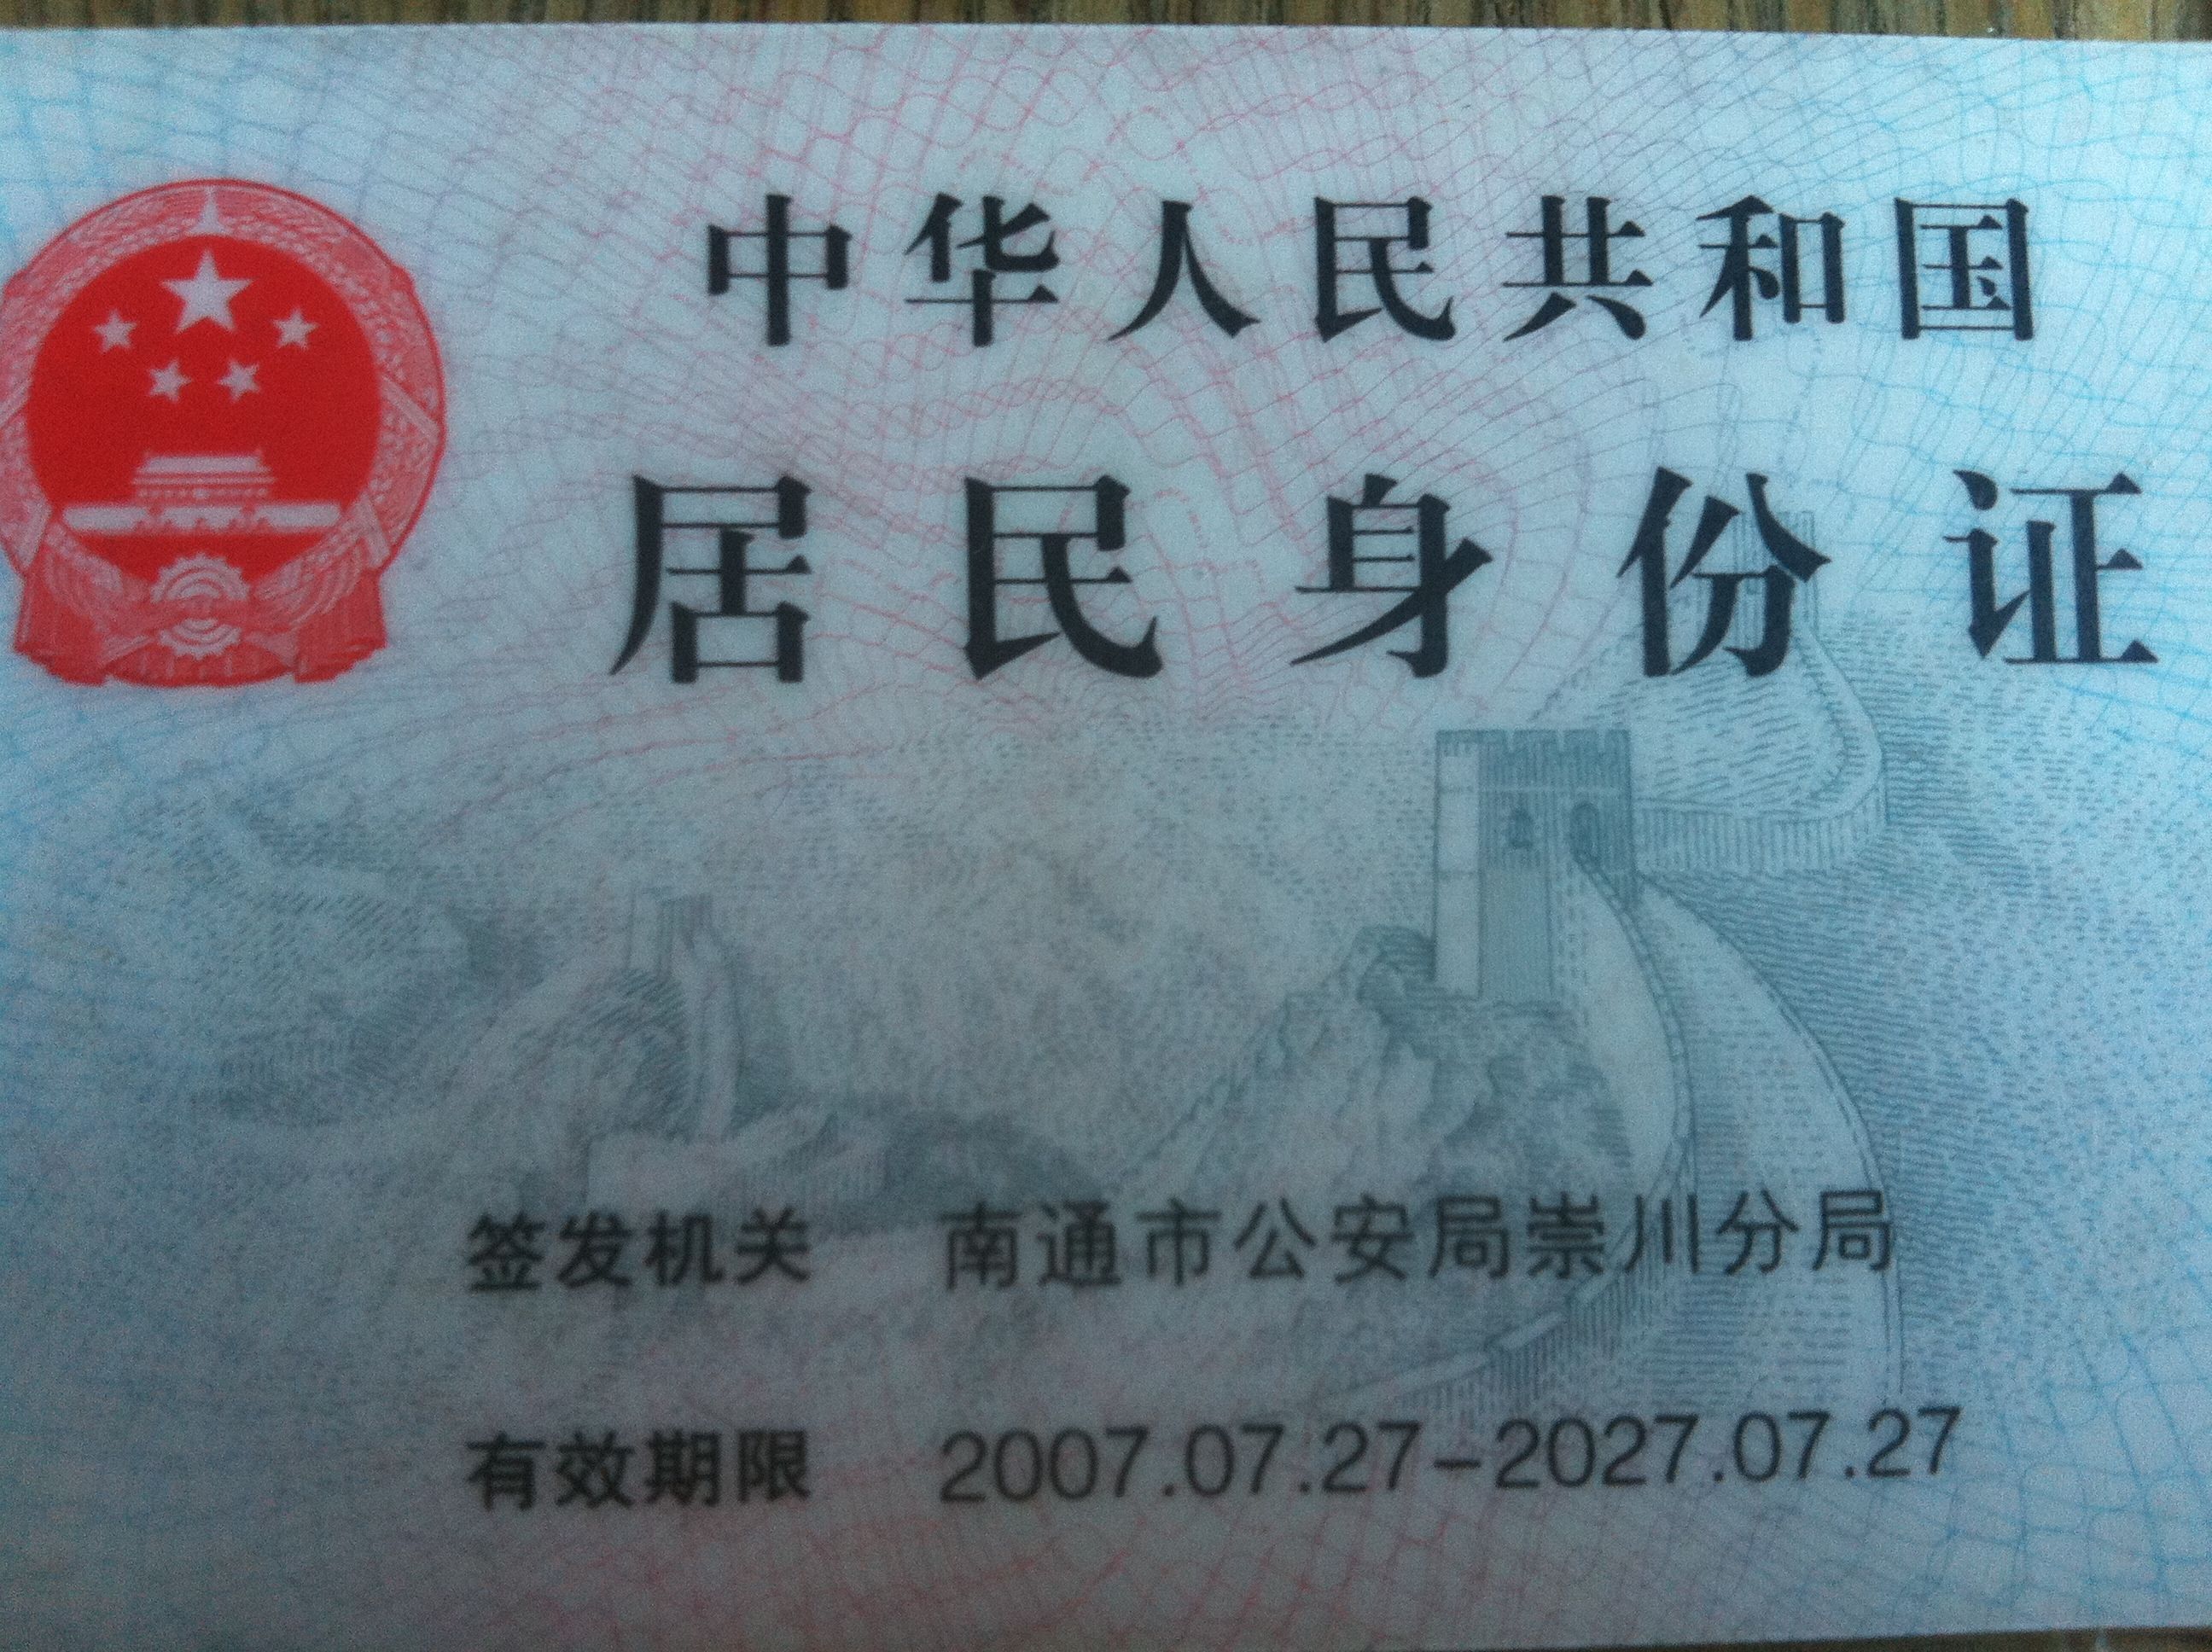 中华人民共和国
居民身份证
签发机关 南通市公安局崇川分局
有效期限 2007.07.27-2027.07.27